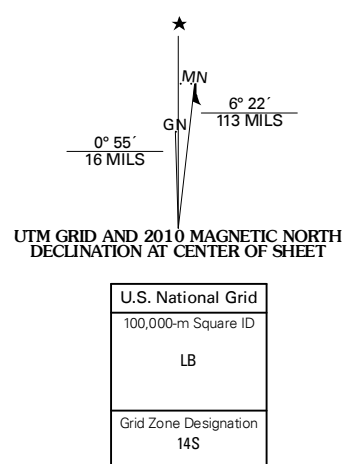 ★
MN
6° 22´
113 MILS
GN
0° 55´
16 MILS
UTM GRID AND 2010 MAGNETIC NORTH
DECLINATION AT CENTER OF SHEET
U.S. National Grid
100,000-m Square ID
LB
Grid Zone Designation
14S